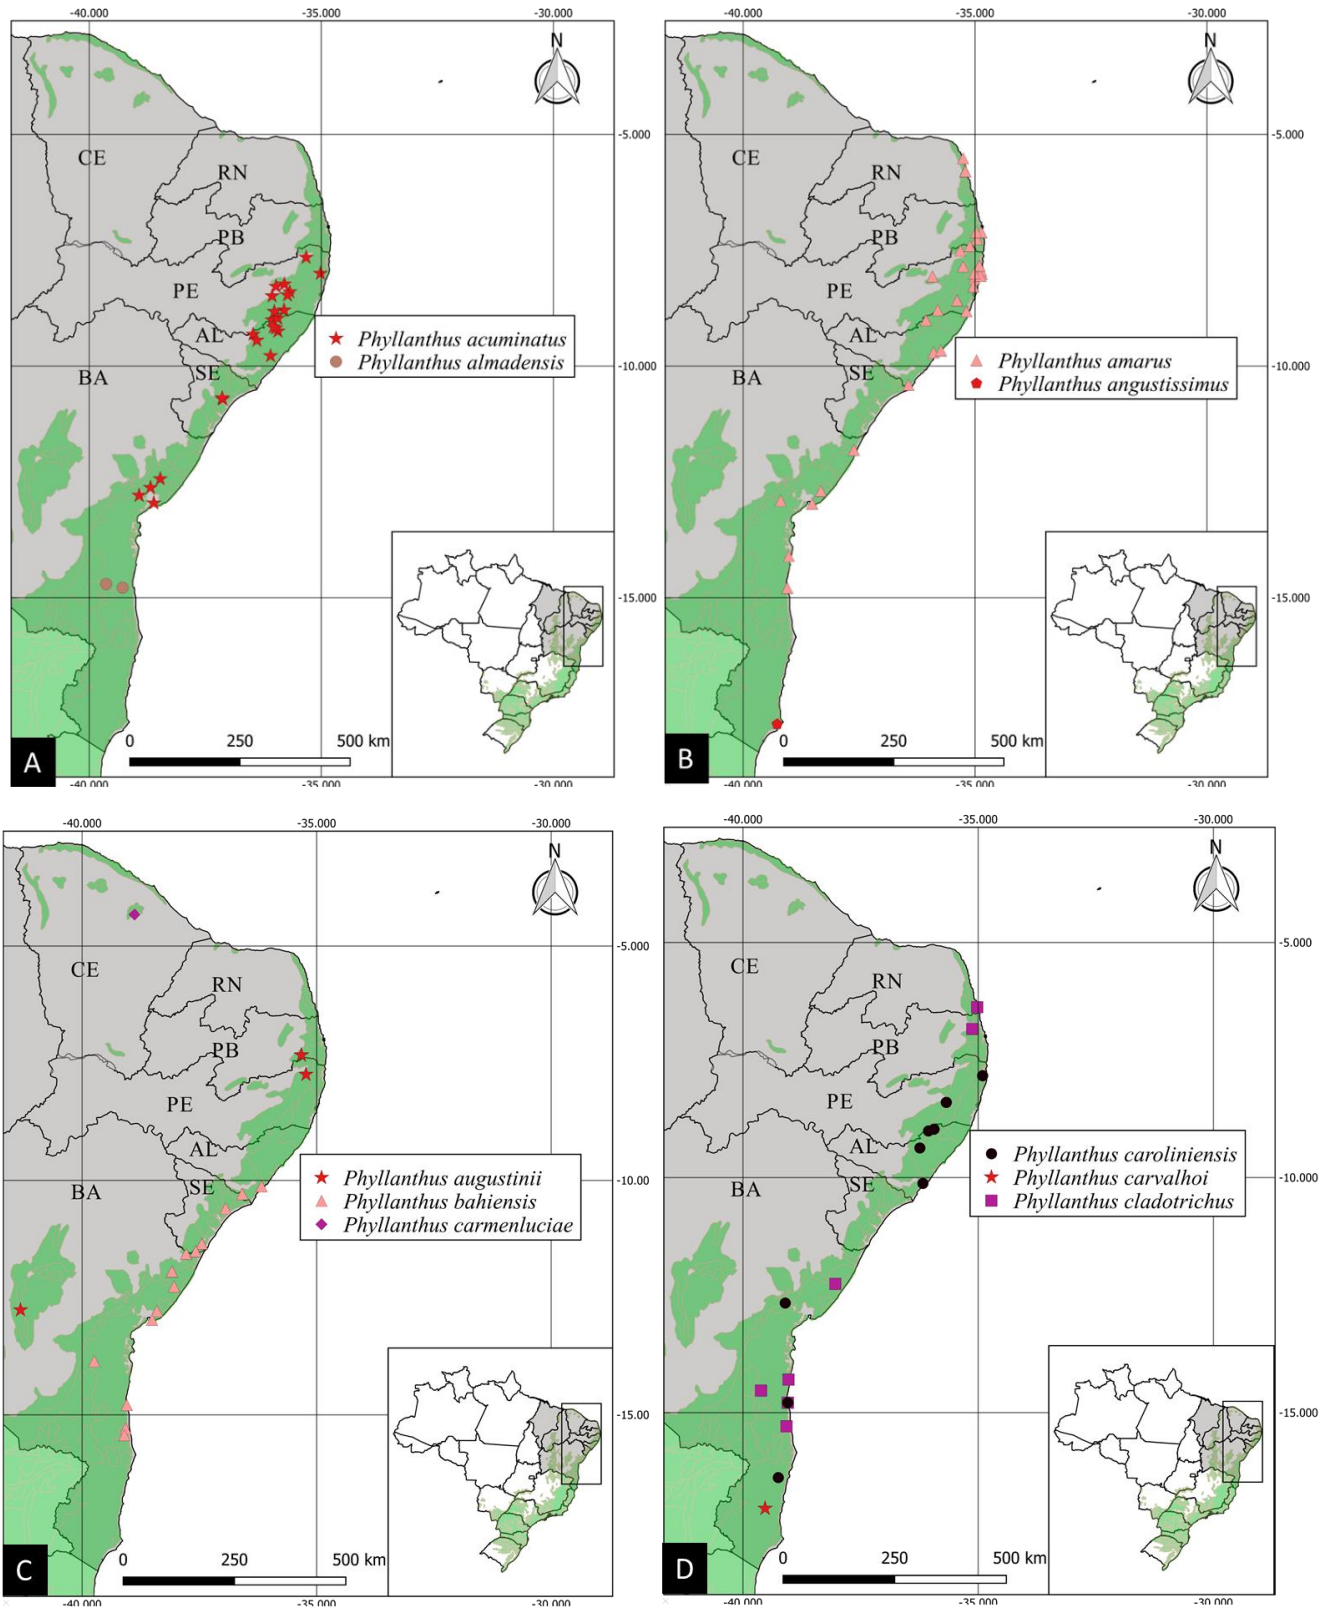 -40.000 -35.000 -30.000
N
-5.000
CE
RN
PB
PE
AL
Phyllanthus acuminatus
Phyllanthus almadensis
SE
BA
-10.000
-15.000
0 250 500 km
A
-40.000 -35.000 -30.000
-40.000 -35.000 -30.000
N
-5.000
CE
RN
PB
PE
AL
SE
BA
Phyllanthus amarus
Phyllanthus angustissimus
-10.000
-15.000
0 250 500 km
B
-40.000 -35.000 -30.000
-40.000 -35.000 -30.000
N
-5.000
CE
RN
PB
PE
AL
SE
BA
-10.00
Phyllanthus augustinii
Phyllanthus bahiensis
Phyllanthus carmenluciae
-15.00
0 250 500 km
C
-40.000 -35.000 -30.000
-40.000 -35.000 -30.000
N
-5.000
CE
RN
PB
PE
AL
SE
BA
Phyllanthus caroliniensis
Phyllanthus carvalhoi
Phyllanthus cladotrichus
-10.000
-15.000
0 250 500 km
D
-40.000 -35.000 -30.000